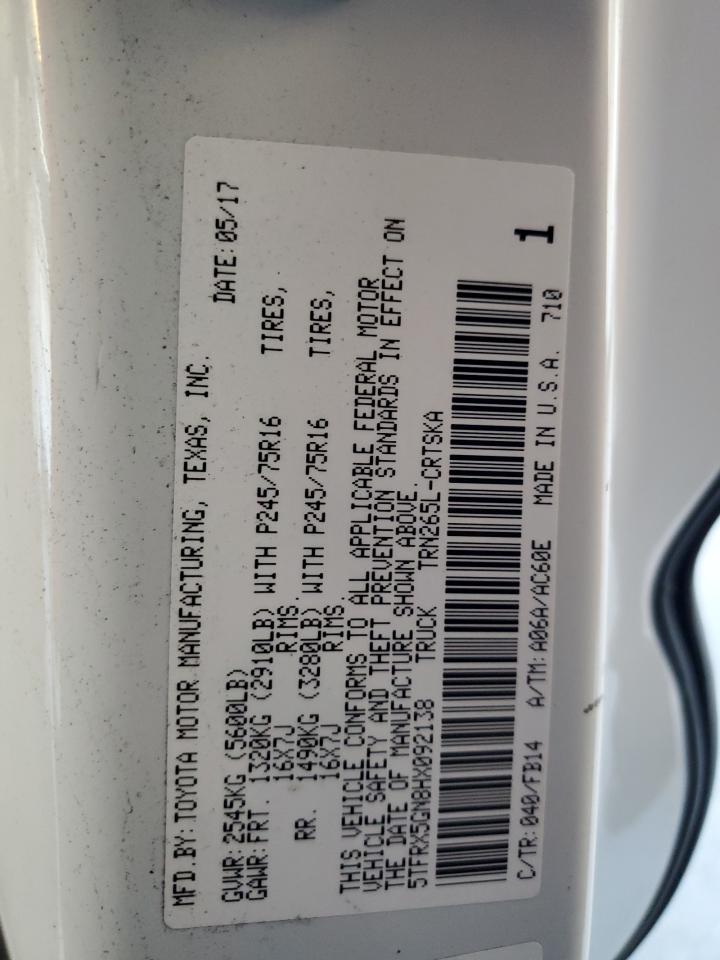 MFD.BY:TOYOTA MOTOR MANUFACTURING, TEXAS, INC.
DATE:05/17
GVWR:2545KG (5600LB)
GAWR:FRT. 1320KG (2910LB) WITH P245/75R16 TIRES,
16X7J RIMS.
RR. 1490KG (3280LB) WITH P245/75R16 TIRES,
16X7J RIMS.
THIS VEHICLE CONFORMS TO ALL APPLICABLE FEDERAL MOTOR
VEHICLE SAFETY AND THEFT PREVENTION STANDARDS IN EFFECT ON
THE DATE OF MANUFACTURE SHOWN ABOVE.
5TFRX5GN8HX092138 TRUCK TRN265L-CRTSKA
1
C/TR:040/FB14 A/TM:A06A/AC60E MADE IN U.S.A. 710